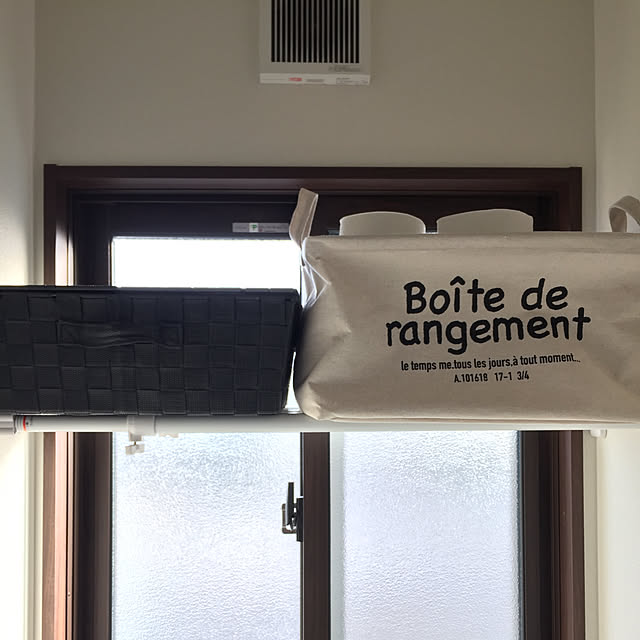 Boîte de
rangement
le temps me.tous les jours.à tout moment...
A.101618 17-1 3/4